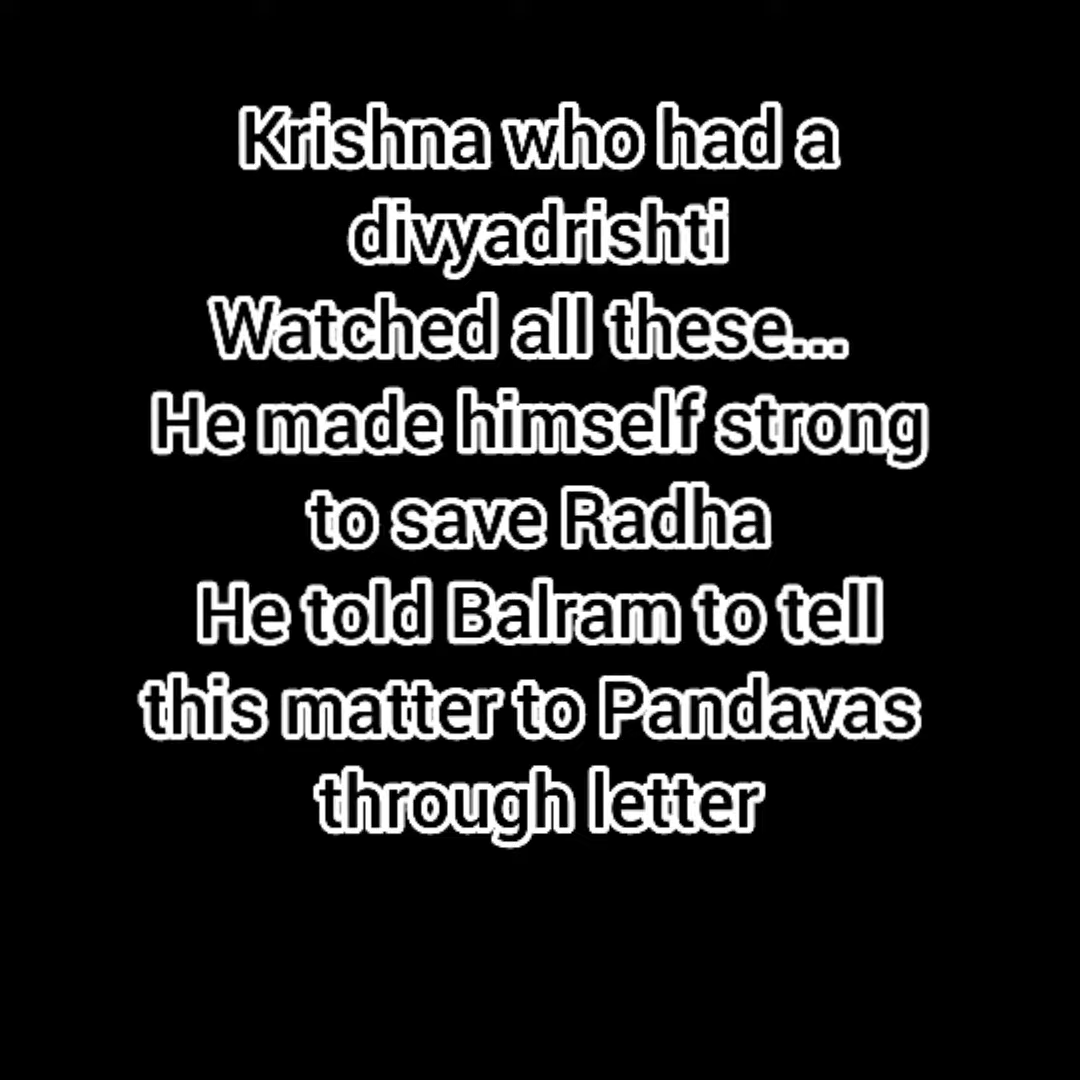 Krishna who had a
divyadrishti
Watched all these...
He made himself strong
to save Radha
He told Balram to tell
this matter to Pandavas
through letter